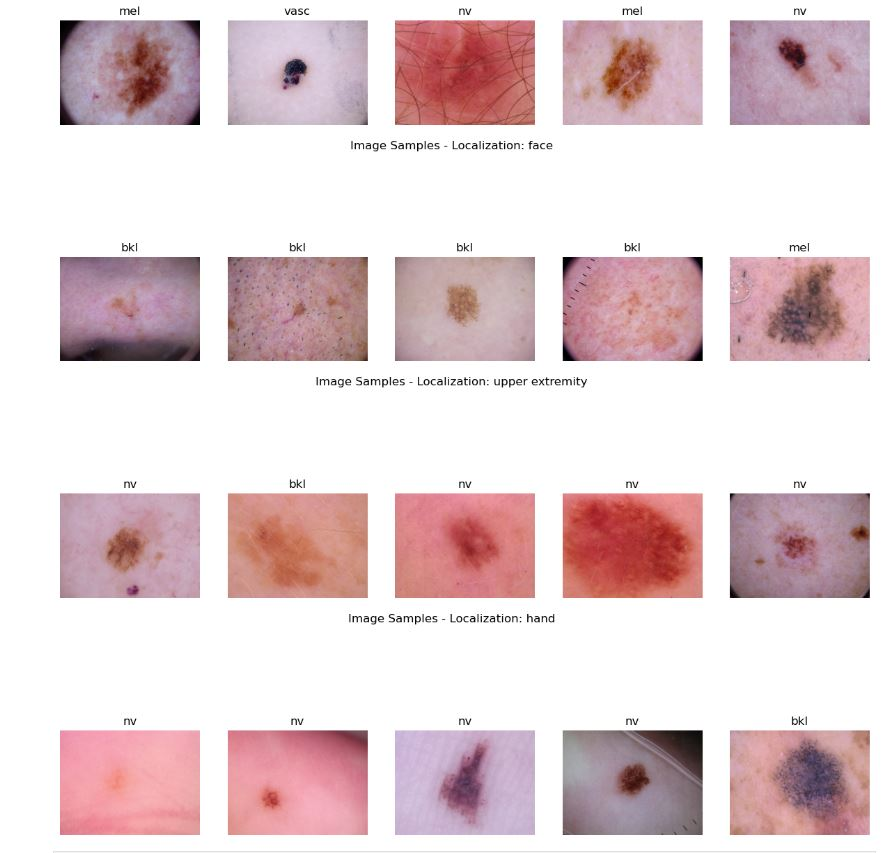 mel vasc nv mel nv
Image Samples - Localization: face
bkl bkl bkl bkl mel
Image Samples - Localization: upper extremity
nv bkl nv nv nv
Image Samples - Localization: hand
nv nv nv nv bkl